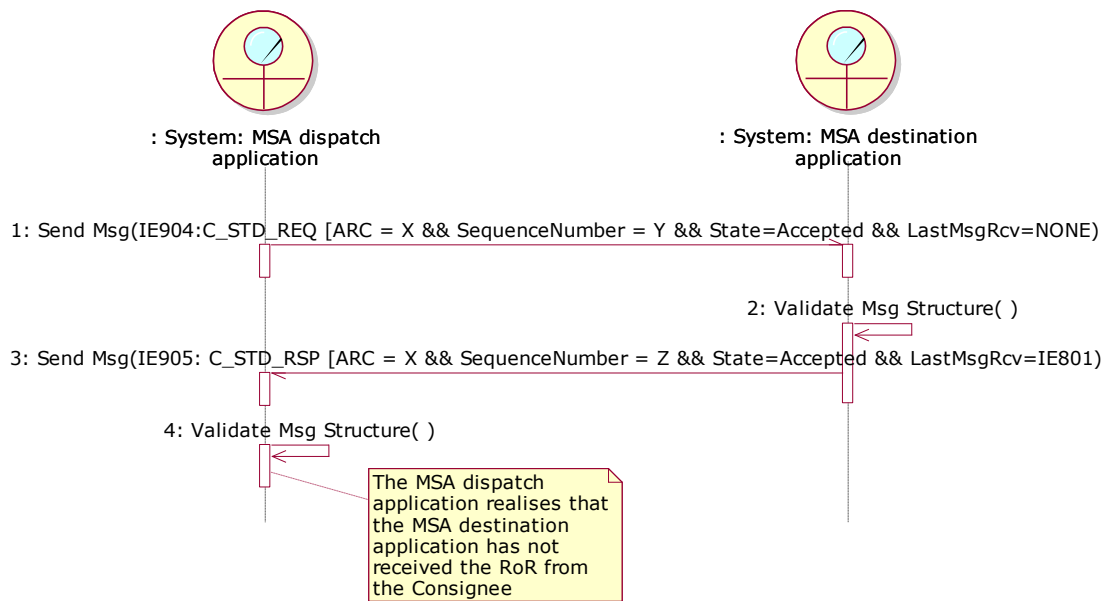 : System: MSA dispatch
application
: System: MSA destination
application
1: Send Msg(IE904:C_STD_REQ [ARC = X && SequenceNumber = Y && State=Accepted && LastMsgRcv=NONE)
2: Validate Msg Structure( )
3: Send Msg(IE905: C_STD_RSP [ARC = X && SequenceNumber = Z && State=Accepted && LastMsgRcv=IE801)
4: Validate Msg Structure( )
The MSA dispatch
application realises that
the MSA destination
application has not
received the RoR from
the Consignee